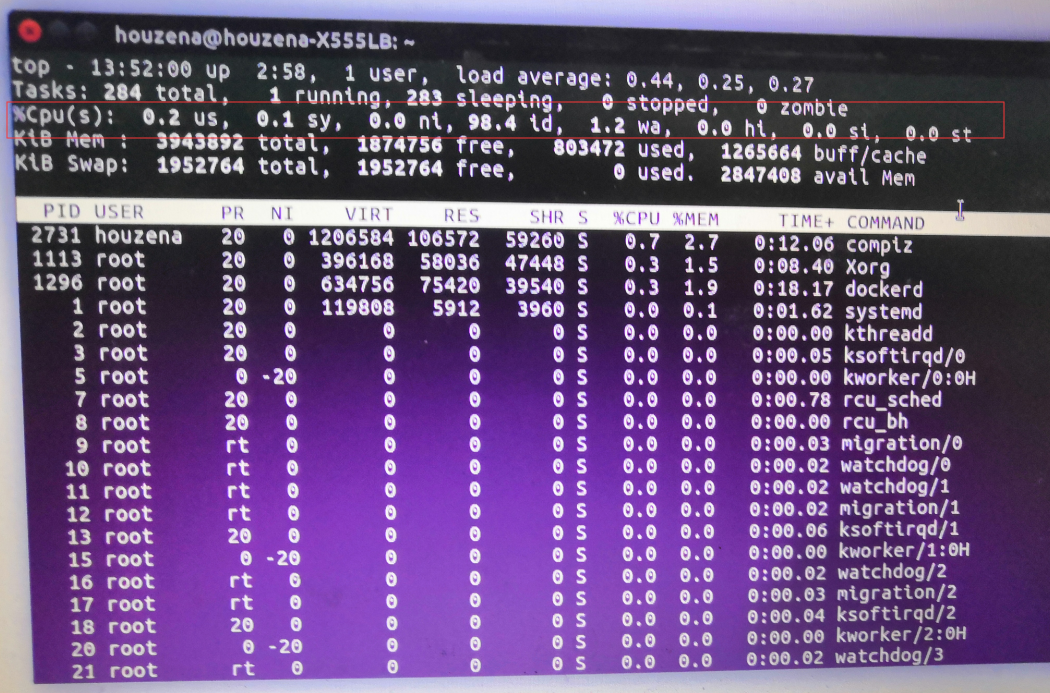 houzena@houzena-X555LB: ~
top - 13:52:00 up  2:58,  1 user,  load average: 0.44, 0.25, 0.27
Tasks: 284 total,   1 running, 283 sleeping,   0 stopped,   0 zombie
%Cpu(s):  0.2 us,  0.1 sy,  0.0 ni, 98.4 id,  1.2 wa,  0.0 hi,  0.0 si,  0.0 st
KiB Mem :  3943892 total,  1874756 free,   803472 used,  1265664 buff/cache
KiB Swap:  1952764 total,  1952764 free,        0 used.  2847408 avail Mem
PID USER PR NI VIRT RES SHR S %CPU %MEM TIME+ COMMAND
2731 houzena 20 0 1206584 106572 59260 S 0.7 2.7 0:12.06 compiz
1113 root 20 0 396168 58036 47448 S 0.3 1.5 0:08.40 Xorg
1296 root 20 0 634756 75420 39540 S 0.3 1.9 0:18.17 dockerd
1 root 20 0 119808 5912 3960 S 0.0 0.1 0:01.62 systemd
2 root 20 0 0 0 0 S 0.0 0.0 0:00.00 kthreadd
3 root 20 0 0 0 0 S 0.0 0.0 0:00.05 ksoftirqd/0
5 root 0 -20 0 0 0 S 0.0 0.0 0:00.00 kworker/0:0H
7 root 20 0 0 0 0 S 0.0 0.0 0:00.78 rcu_sched
8 root 20 0 0 0 0 S 0.0 0.0 0:00.00 rcu_bh
9 root rt 0 0 0 0 S 0.0 0.0 0:00.03 migration/0
10 root rt 0 0 0 0 S 0.0 0.0 0:00.02 watchdog/0
11 root rt 0 0 0 0 S 0.0 0.0 0:00.02 watchdog/1
12 root rt 0 0 0 0 S 0.0 0.0 0:00.02 migration/1
13 root 20 0 0 0 0 S 0.0 0.0 0:00.06 ksoftirqd/1
15 root 0 -20 0 0 0 S 0.0 0.0 0:00.00 kworker/1:0H
16 root rt 0 0 0 0 S 0.0 0.0 0:00.02 watchdog/2
17 root rt 0 0 0 0 S 0.0 0.0 0:00.03 migration/2
18 root 20 0 0 0 0 S 0.0 0.0 0:00.04 ksoftirqd/2
20 root 0 -20 0 0 0 S 0.0 0.0 0:00.00 kworker/2:0H
21 root rt 0 0 0 0 S 0.0 0.0 0:00.02 watchdog/3